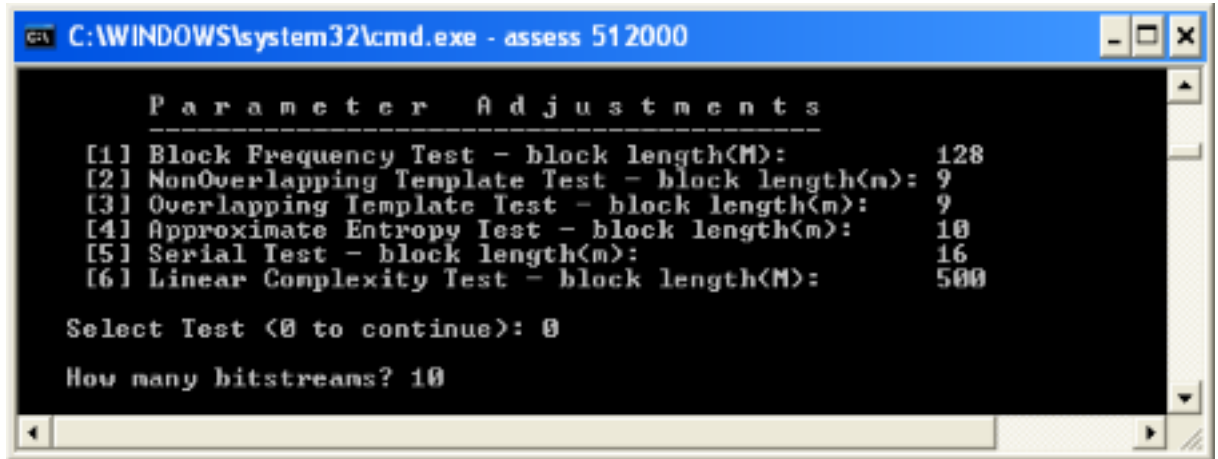 C:\WINDOWS\system32\cmd.exe - assess 512000
P a r a m e t e r   A d j u s t m e n t s
[1] Block Frequency Test - block length(M): 128
[2] NonOverlapping Template Test - block length(m): 9
[3] Overlapping Template Test - block length(m): 9
[4] Approximate Entropy Test - block length(m): 10
[5] Serial Test - block length(m): 16
[6] Linear Complexity Test - block length(M): 500
Select Test (0 to continue): 0
How many bitstreams? 10